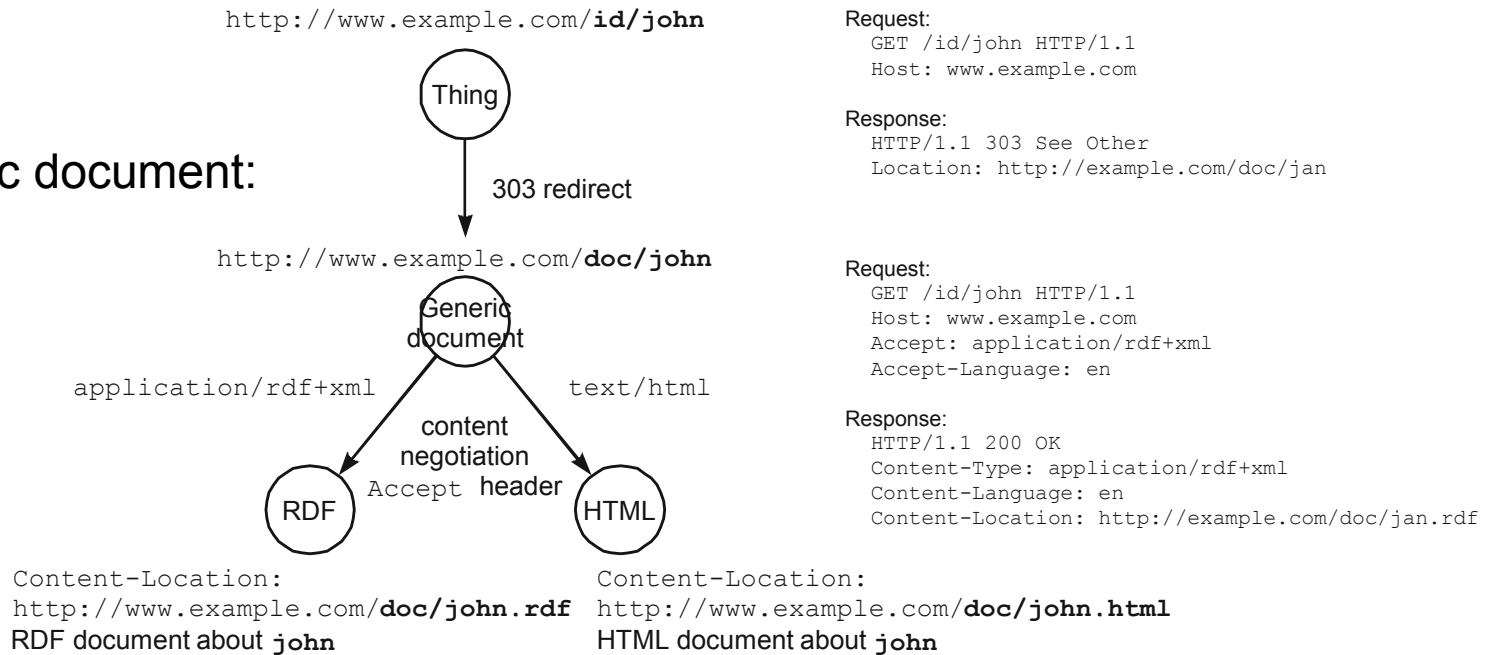 http://www.example.com/id/john
Thing
c document:
303 redirect
http://www.example.com/doc/john
Generic
document
application/rdf+xml
text/html
content
negotiation
Accept header
RDF
HTML
Content-Location:
http://www.example.com/doc/john.rdf
RDF document about john
Content-Location:
http://www.example.com/doc/john.html
HTML document about john
Request:
GET /id/john HTTP/1.1
Host: www.example.com
Response:
HTTP/1.1 303 See Other
Location: http://example.com/doc/jan
Request:
GET /id/john HTTP/1.1
Host: www.example.com
Accept: application/rdf+xml
Accept-Language: en
Response:
HTTP/1.1 200 OK
Content-Type: application/rdf+xml
Content-Language: en
Content-Location: http://example.com/doc/jan.rdf